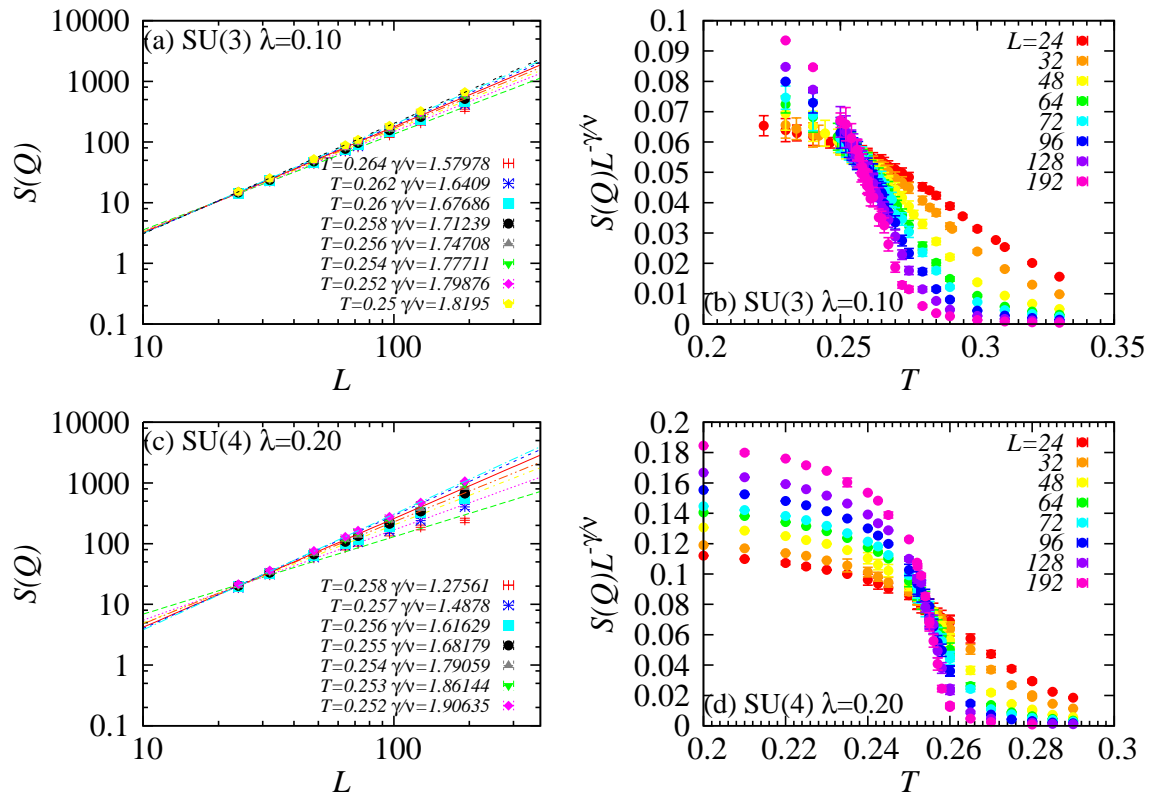 (a) SU(3) λ=0.10
S(Q)
10000
1000
100
10
1
0.1
T=0.264 γ/ν=1.57978
T=0.262 γ/ν=1.6409
T=0.26 γ/ν=1.67686
T=0.258 γ/ν=1.71239
T=0.256 γ/ν=1.74708
T=0.254 γ/ν=1.77711
T=0.252 γ/ν=1.79876
T=0.25 γ/ν=1.8195
10 100
L
S(Q)L^-γ/ν
0.1
0.09
0.08
0.07
0.06
0.05
0.04
0.03
0.02
0.01
0
L=24
32
48
64
72
96
128
192
(b) SU(3) λ=0.10
0.2 0.25 0.3 0.35
T
(c) SU(4) λ=0.20
S(Q)
10000
1000
100
10
1
0.1
T=0.258 γ/ν=1.27561
T=0.257 γ/ν=1.4878
T=0.256 γ/ν=1.61629
T=0.255 γ/ν=1.68179
T=0.254 γ/ν=1.79059
T=0.253 γ/ν=1.86144
T=0.252 γ/ν=1.90635
10 100
L
S(Q)L^-γ/ν
0.2
0.18
0.16
0.14
0.12
0.1
0.08
0.06
0.04
0.02
0
L=24
32
48
64
72
96
128
192
(d) SU(4) λ=0.20
0.2 0.22 0.24 0.26 0.28 0.3
T